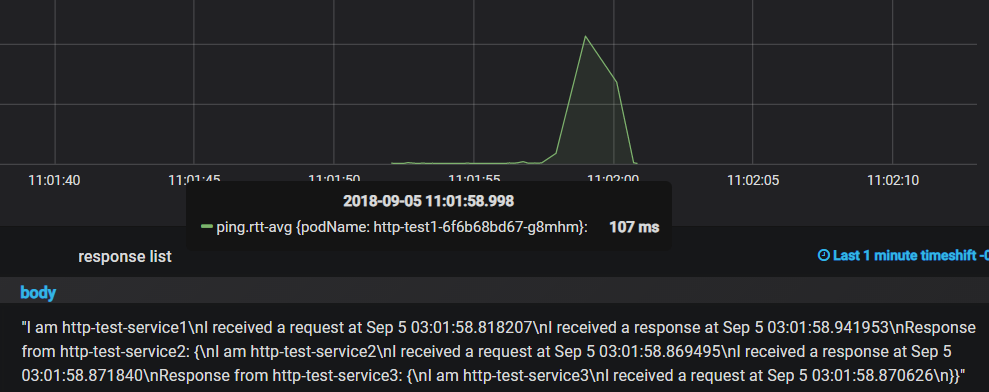 11:01:40 11:01:45 11:01:50 11:01:55 11:02:00 11:02:05 11:02:10
2018-09-05 11:01:58.998
ping.rtt-avg {podName: http-test1-6f6b68bd67-g8mhm}: 107 ms
response list
Last 1 minute timeshift -0
body
"I am http-test-service1\nI received a request at Sep 5 03:01:58.818207\nI received a response at Sep 5 03:01:58.941953\nResponse
from http-test-service2: {\nI am http-test-service2\nI received a request at Sep 5 03:01:58.869495\nI received a response at Sep 5
03:01:58.871840\nResponse from http-test-service3: {\nI am http-test-service3\nI received a request at Sep 5 03:01:58.870626\n}}"